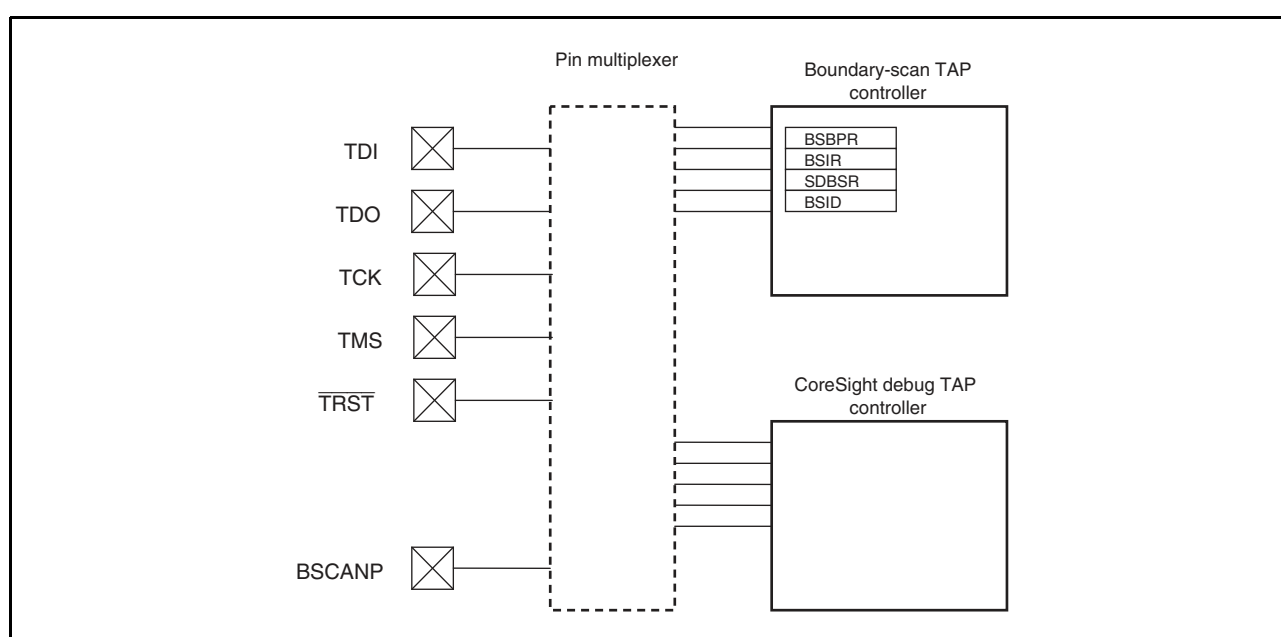 Pin multiplexer
Boundary-scan TAP
controller
TDI
TDO
TCK
TMS
TRST
BSCANP
BSBPR
BSIR
SDBSR
BSID
CoreSight debug TAP
controller